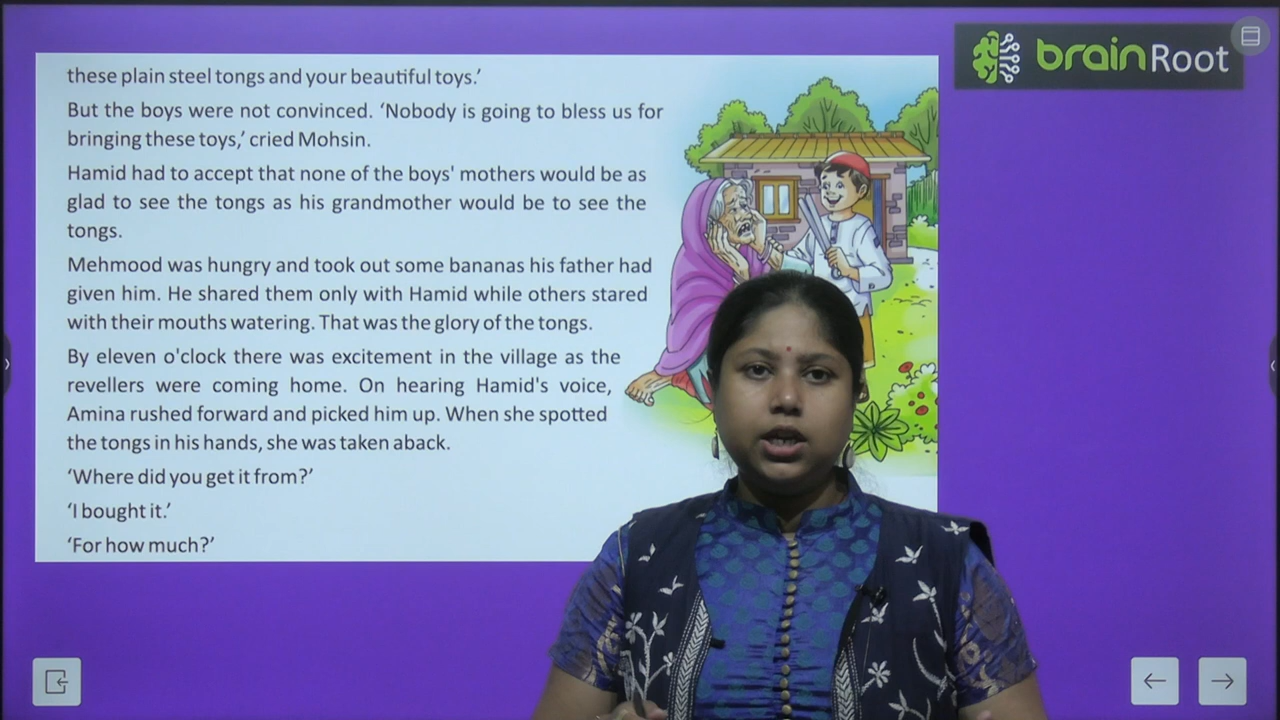 brainRoot
these plain steel tongs and your beautiful toys.’
But the boys were not convinced. ‘Nobody is going to bless us for
bringing these toys,’ cried Mohsin.
Hamid had to accept that none of the boys' mothers would be as
glad to see the tongs as his grandmother would be to see the
tongs.
Mehmood was hungry and took out some bananas his father had
given him. He shared them only with Hamid while others stared
with their mouths watering. That was the glory of the tongs.
By eleven o'clock there was excitement in the village as the
revellers were coming home. On hearing Hamid's voice,
Amina rushed forward and picked him up. When she spotted
the tongs in his hands, she was taken aback.
‘Where did you get it from?’
‘I bought it.’
‘For how much?’